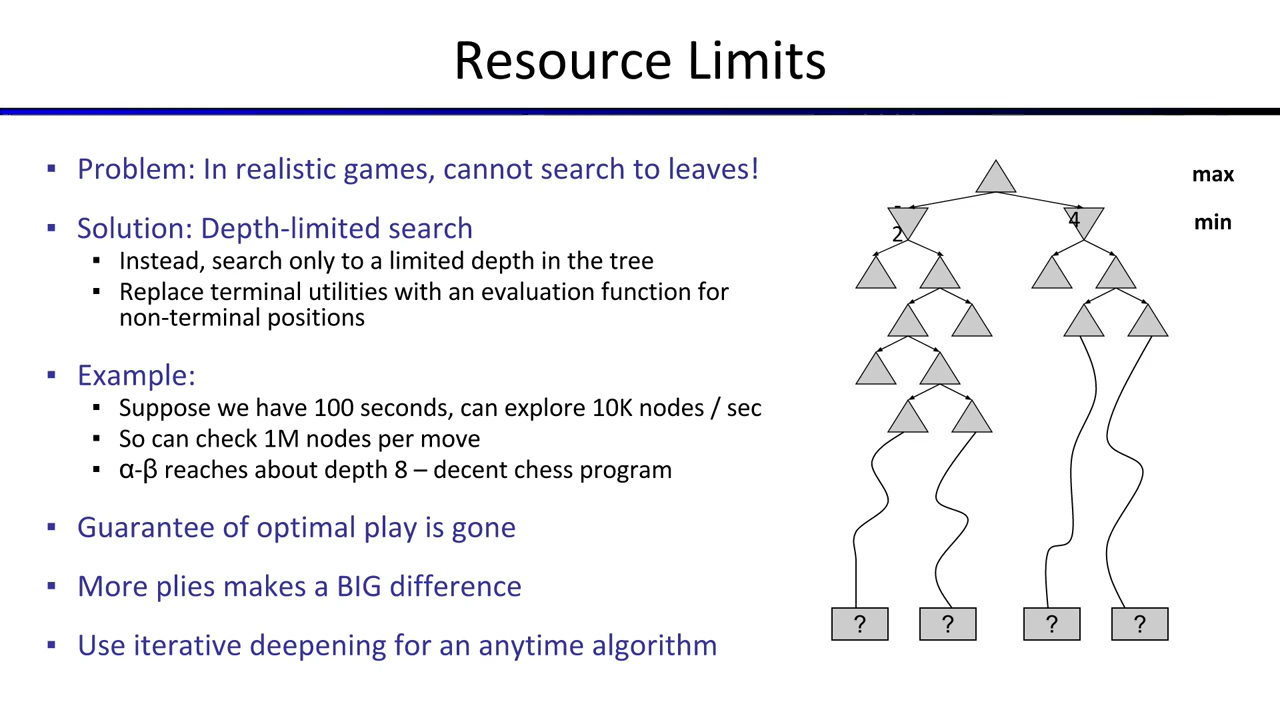 Resource Limits
▪ Problem: In realistic games, cannot search to leaves!
▪ Solution: Depth-limited search
▪ Instead, search only to a limited depth in the tree
▪ Replace terminal utilities with an evaluation function for
non-terminal positions
▪ Example:
▪ Suppose we have 100 seconds, can explore 10K nodes / sec
▪ So can check 1M nodes per move
▪ α-β reaches about depth 8 – decent chess program
▪ Guarantee of optimal play is gone
▪ More plies makes a BIG difference
▪ Use iterative deepening for an anytime algorithm
max
-
2
4
min
?
?
?
?